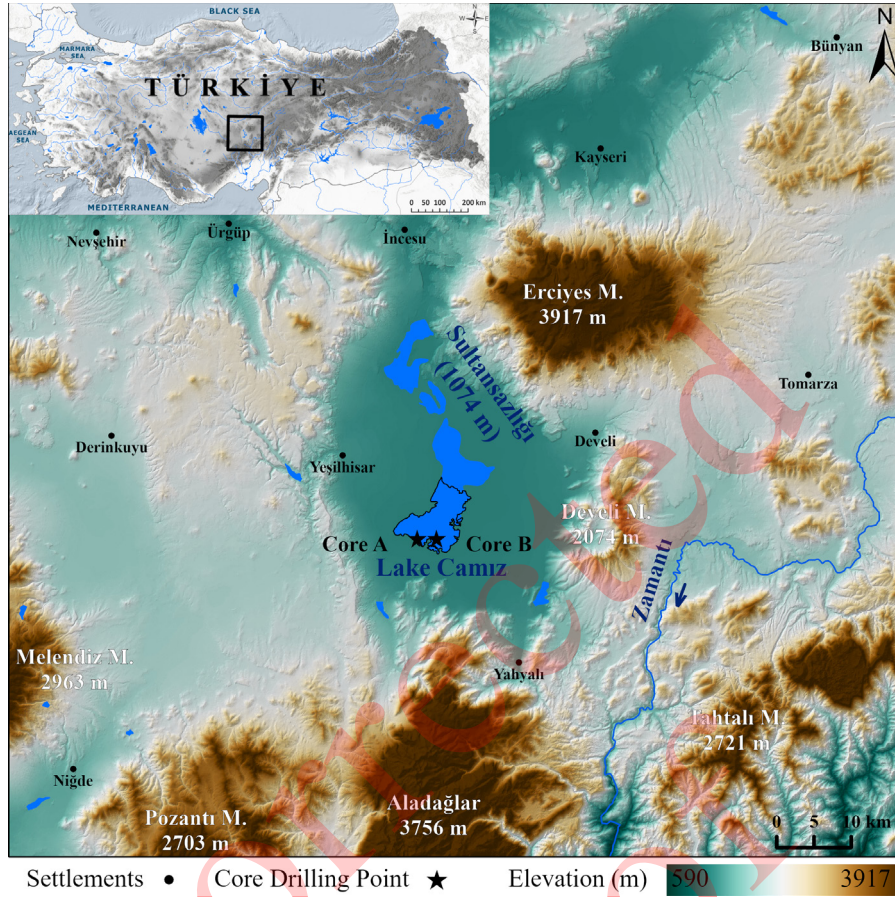 BLACK SEA
N
W E
S
MARMARA
SEA
TÜRKİYE
AEGEAN
SEA
MEDITERRANEAN
0 50 100 200 km
N
Bünyan
Kayseri
Nevşehir
Ürgüp
İncesu
Erciyes M.
3917 m
Sultansazlığı
(1074 m)
Tomarza
Derinkuyu
Yeşilhisar
Develi
Develi M.
2074 m
Core A
Core B
Lake Camız
Zamantı
Melendiz M.
2963 m
Yahyalı
Tahtalı M.
2721 m
Niğde
Pozantı M.
2703 m
Aladağlar
3756 m
0 5 10 km
Settlements
Core Drilling Point
Elevation (m)
590
3917